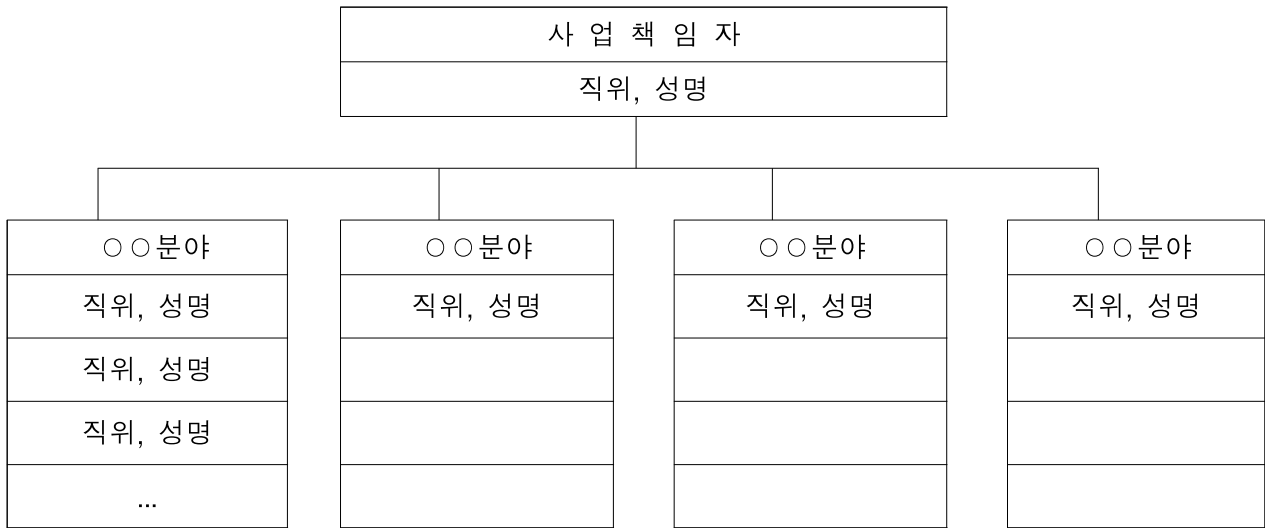 사 업 책 임 자
직위, 성명
○○분야
○○분야
○○분야
○○분야
직위, 성명
직위, 성명
직위, 성명
직위, 성명
직위, 성명
직위, 성명
...